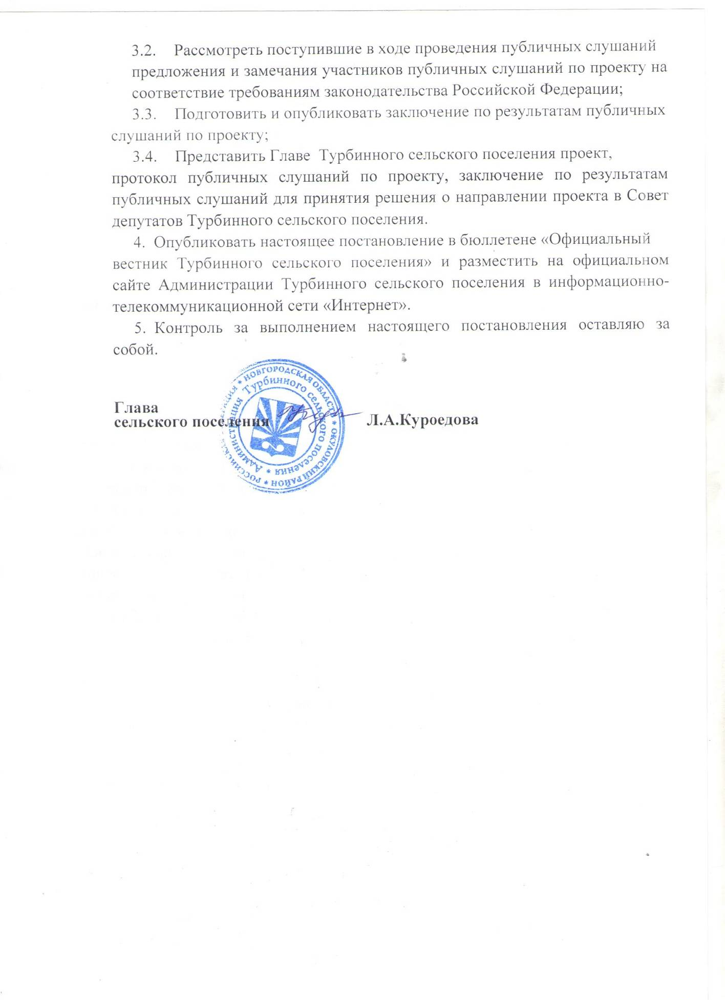 3.2. Рассмотреть поступившие в ходе проведения публичных слушаний
предложения и замечания участников публичных слушаний по проекту на
соответствие требованиям законодательства Российской Федерации;
3.3. Подготовить и опубликовать заключение по результатам публичных
слушаний по проекту;
3.4. Представить Главе Турбинного сельского поселения проект,
протокол публичных слушаний по проекту, заключение по результатам
публичных слушаний для принятия решения о направлении проекта в Совет
депутатов Турбинного сельского поселения.
4. Опубликовать настоящее постановление в бюллетене «Официальный
вестник Турбинного сельского поселения» и разместить на официальном
сайте Администрации Турбинного сельского поселения в информационно-
телекоммуникационной сети «Интернет».
5. Контроль за выполнением настоящего постановления оставляю за
собой.
Глава
сельского поселения Л.А.Куроедова
* НОВГОРОДСКАЯ ОБЛАСТЬ * ОКУЛОВСКИЙ РАЙОН *
Администрация Турбинного сельского поселения *